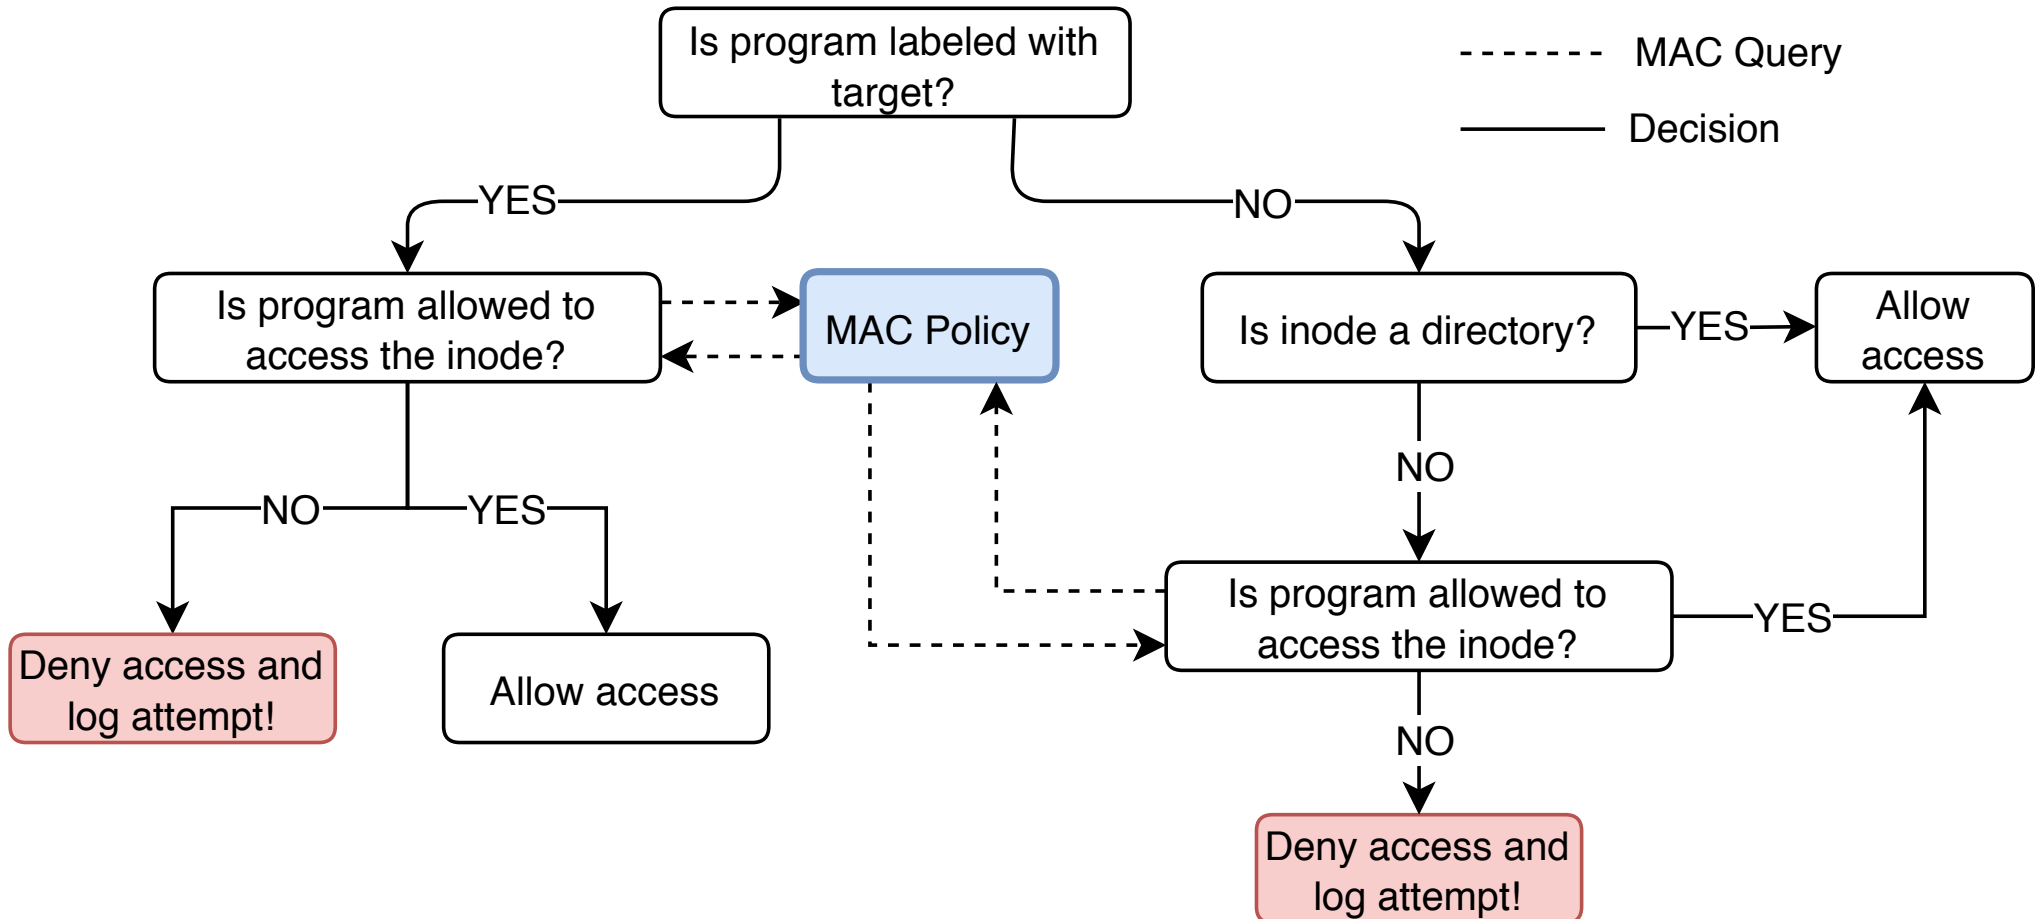 Is program labeled with
target?
MAC Query
Decision
YES
NO
Is program allowed to
access the inode?
MAC Policy
Is inode a directory?
YES
Allow
access
NO
NO
YES
Is program allowed to
access the inode?
YES
Deny access and
log attempt!
Allow access
NO
Deny access and
log attempt!